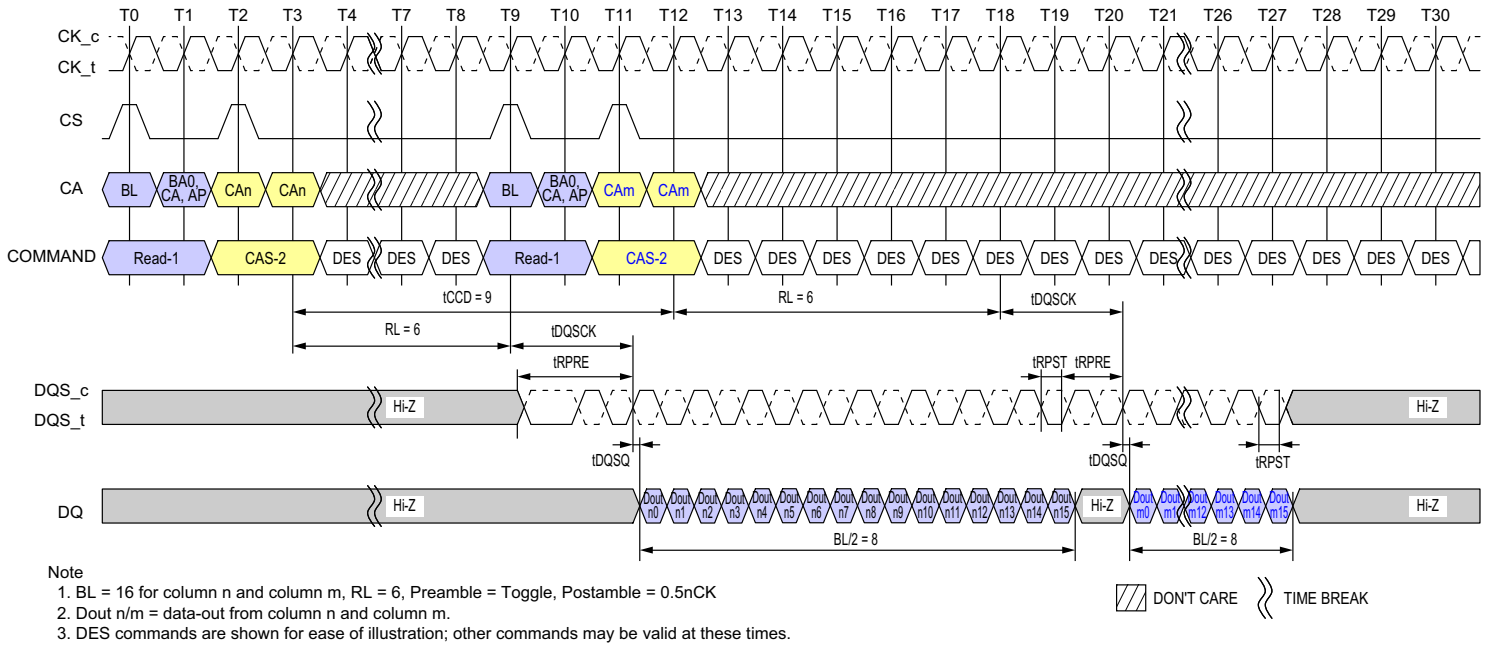 T0 T1 T2 T3 T4 T7 T8 T9 T10 T11 T12 T13 T14 T15 T16 T17 T18 T19 T20 T21 T26 T27 T28 T29 T30
CK_c
CK_t
CS
CA
BL BA0, CA, AP CAn CAn BL BA0, CA, AP CAm CAm
COMMAND Read-1 CAS-2 DES DES DES Read-1 CAS-2 DES DES DES DES DES DES DES DES DES DES DES DES DES DES
tCCD = 9 RL = 6 tDQSCK
RL = 6 tDQSCK
tRPRE tRPST tRPRE
DQS_c
DQS_t
Hi-Z Hi-Z
tDQSQ tDQSQ tRPST
DQ Hi-Z Dout n0 Dout n1 Dout n2 Dout n3 Dout n4 Dout n5 Dout n6 Dout n7 Dout n8 Dout n9 Dout n10 Dout n11 Dout n12 Dout n13 Dout n14 Dout n15 Hi-Z Dout m0 Dout m1 Dout m12 Dout m13 Dout m14 Dout m15 Hi-Z
BL/2 = 8 BL/2 = 8
Note
1. BL = 16 for column n and column m, RL = 6, Preamble = Toggle, Postamble = 0.5nCK
2. Dout n/m = data-out from column n and column m.
3. DES commands are shown for ease of illustration; other commands may be valid at these times.
DON'T CARE TIME BREAK